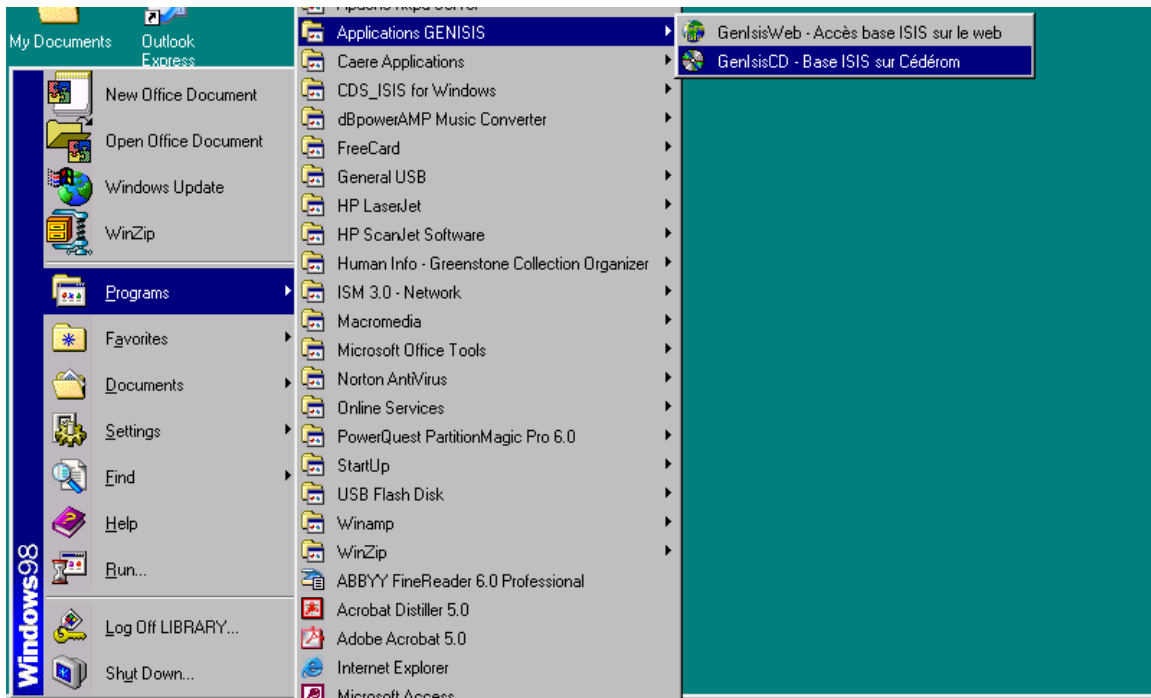 My Documents
Outlook
Express
New Office Document
Open Office Document
Windows Update
WinZip
Programs
Favorites
Documents
Settings
Find
Help
Run...
Log Off LIBRARY...
Shut Down...
Windows98
Apache httpd Server
Applications GENISIS
Caere Applications
CDS_ISIS for Windows
dBpowerAMP Music Converter
FreeCard
General USB
HP LaserJet
HP ScanJet Software
Human Info - Greenstone Collection Organizer
ISM 3.0 - Network
Macromedia
Microsoft Office Tools
Norton AntiVirus
Online Services
PowerQuest PartitionMagic Pro 6.0
StartUp
USB Flash Disk
Winamp
WinZip
ABBYY FineReader 6.0 Professional
Acrobat Distiller 5.0
Adobe Acrobat 5.0
Internet Explorer
Microsoft Access
GenIsisWeb - Accès base ISIS sur le web
GenIsisCD - Base ISIS sur Cédérom